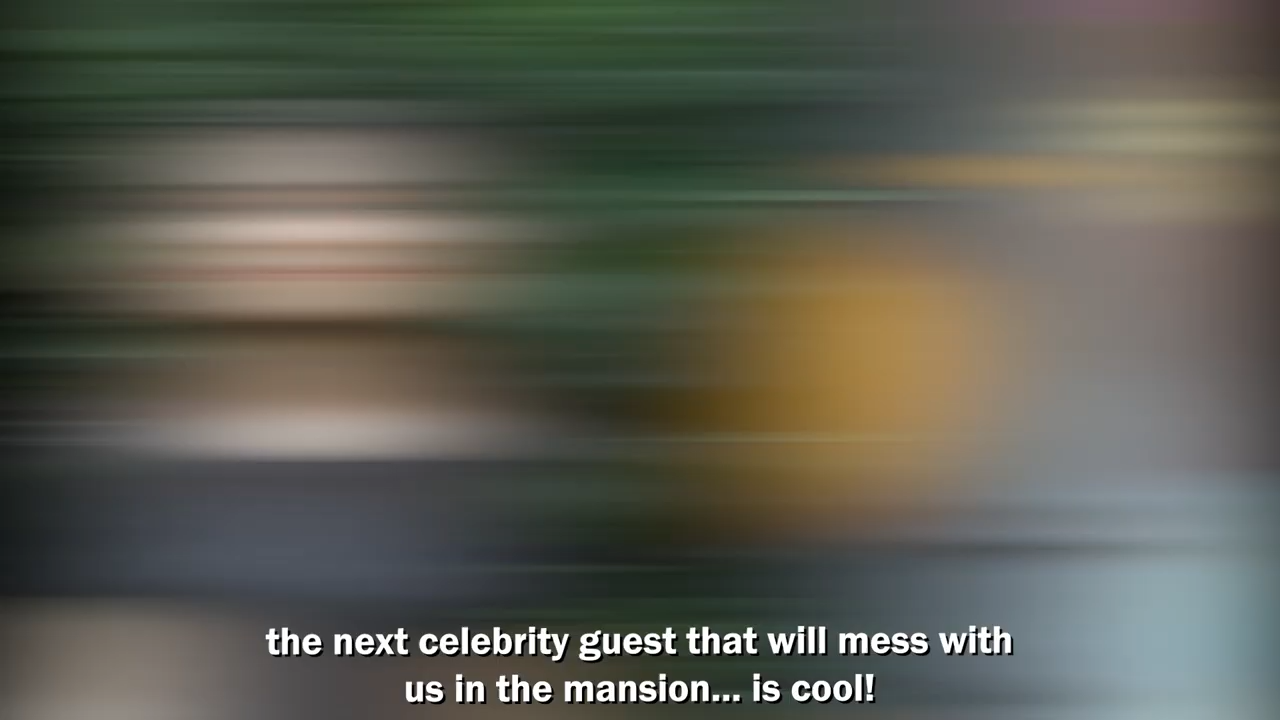 the next celebrity guest that will mess with
us in the mansion... is cool!